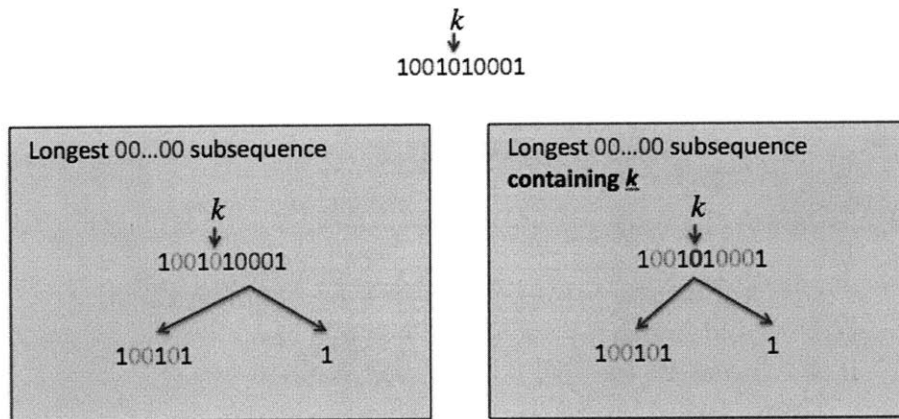 k
1001010001
Longest 00...00 subsequence
k
1001010001
100101
1
Longest 00...00 subsequence
containing k
k
1001010001
100101
1